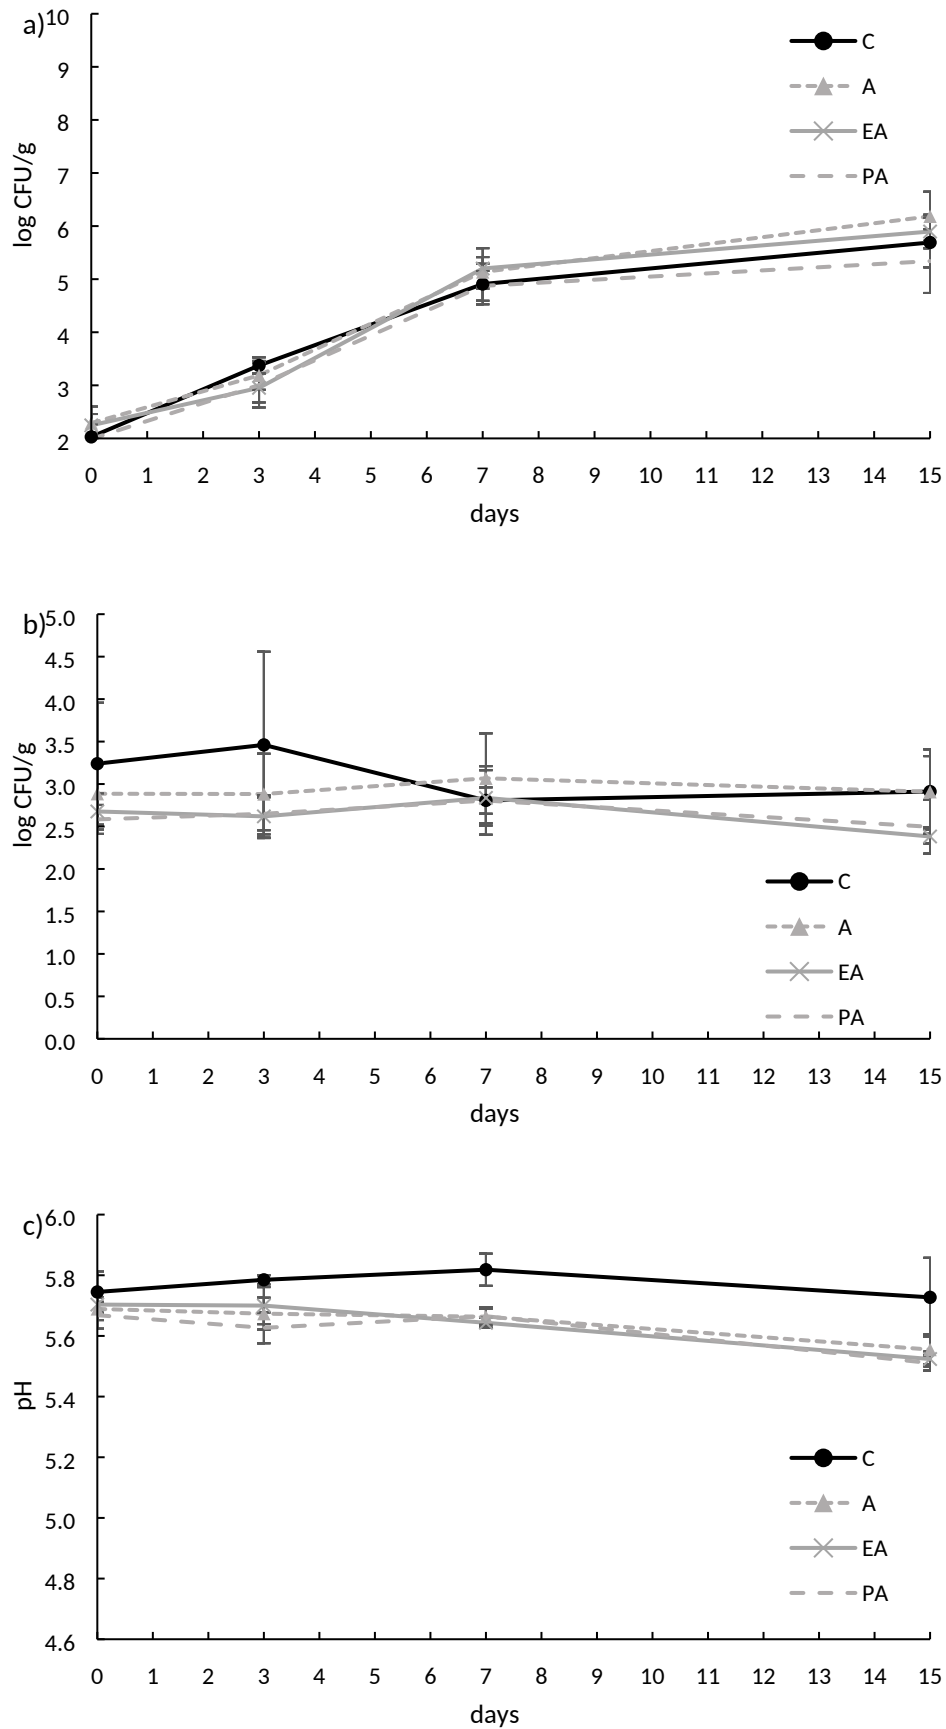 a)
10
9
8
7
6
5
4
3
2
log CFU/g
C
A
EA
PA
0 1 2 3 4 5 6 7 8 9 10 11 12 13 14 15
days
b)
5.0
4.5
4.0
3.5
3.0
2.5
2.0
1.5
1.0
0.5
0.0
log CFU/g
C
A
EA
PA
0 1 2 3 4 5 6 7 8 9 10 11 12 13 14 15
days
c)
6.0
5.8
5.6
5.4
5.2
5.0
4.8
4.6
pH
C
A
EA
PA
0 1 2 3 4 5 6 7 8 9 10 11 12 13 14 15
days